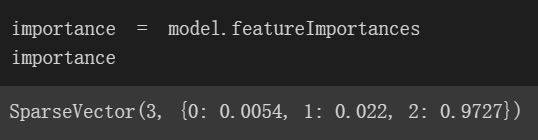 importance = model.featureImportances
importance
SparseVector(3, {0: 0.0054, 1: 0.022, 2: 0.9727})